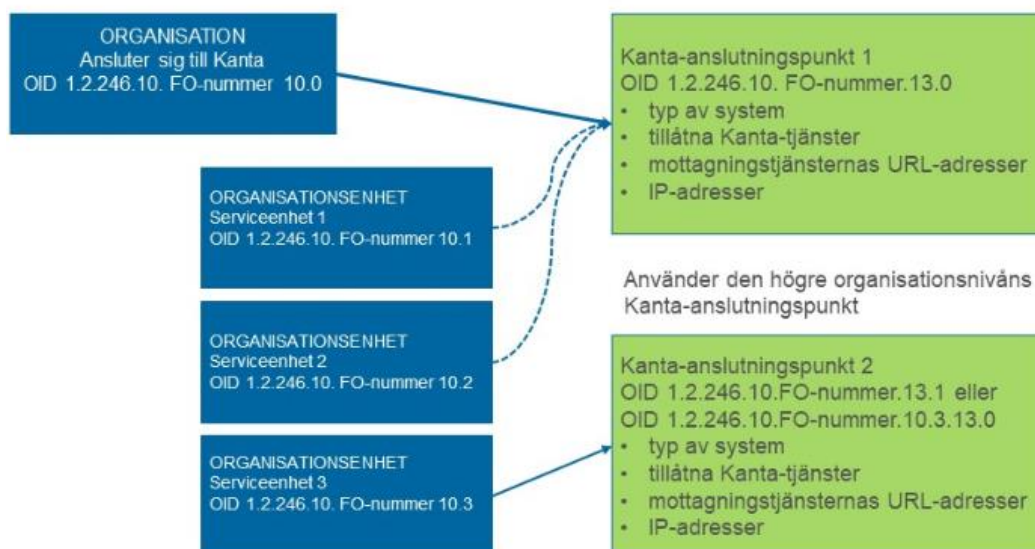 ORGANISATION
Ansluter sig till Kanta
OID 1.2.246.10. FO-nummer 10.0
ORGANISATIONSENHET
Serviceenhet 1
OID 1.2.246.10. FO-nummer 10.1
ORGANISATIONSENHET
Serviceenhet 2
OID 1.2.246.10. FO-nummer 10.2
ORGANISATIONSENHET
Serviceenhet 3
OID 1.2.246.10. FO-nummer 10.3
Kanta-anslutningspunkt 1
OID 1.2.246.10. FO-nummer.13.0
• typ av system
• tillåtna Kanta-tjänster
• mottagningstjänsternas URL-adresser
• IP-adresser
Använder den högre organisationsnivåns
Kanta-anslutningspunkt
Kanta-anslutningspunkt 2
OID 1.2.246.10.FO-nummer.13.1 eller
OID 1.2.246.10.FO-nummer.10.3.13.0
• typ av system
• tillåtna Kanta-tjänster
• mottagningstjänsternas URL-adresser
• IP-adresser